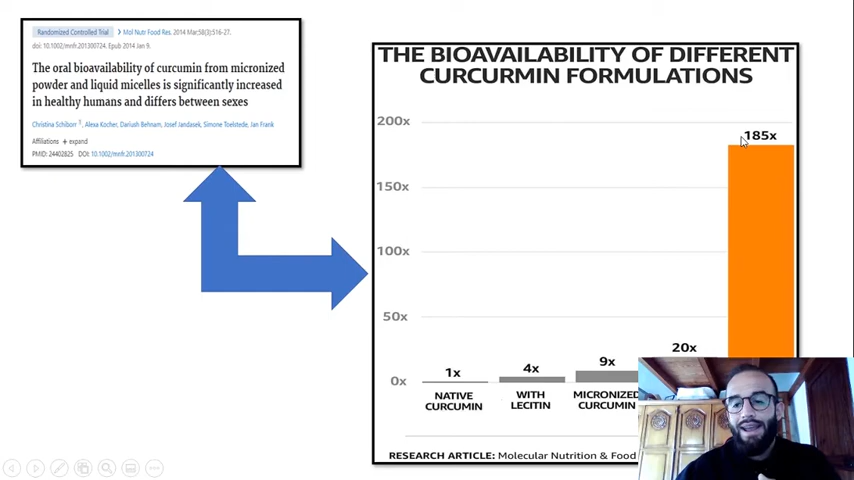 Randomized Controlled Trial > Mol Nutr Food Res. 2014 Mar;58(3):516-27.
doi: 10.1002/mnfr.201300724. Epub 2014 Jan 9.
The oral bioavailability of curcumin from micronized
powder and liquid micelles is significantly increased
in healthy humans and differs between sexes
Christina Schiborr 1, Alexa Kocher, Dariush Behnam, Josef Jandasek, Simone Toelstede, Jan Frank
Affiliations + expand
PMID: 24402825 DOI: 10.1002/mnfr.201300724
THE BIOAVAILABILITY OF DIFFERENT
CURCURMIN FORMULATIONS
200x
185x
150x
100x
50x
20x
9x
4x
1x
0x
NATIVE
CURCUMIN
WITH
LECITIN
MICRONIZED
CURCUMIN
RESEARCH ARTICLE: Molecular Nutrition & Food